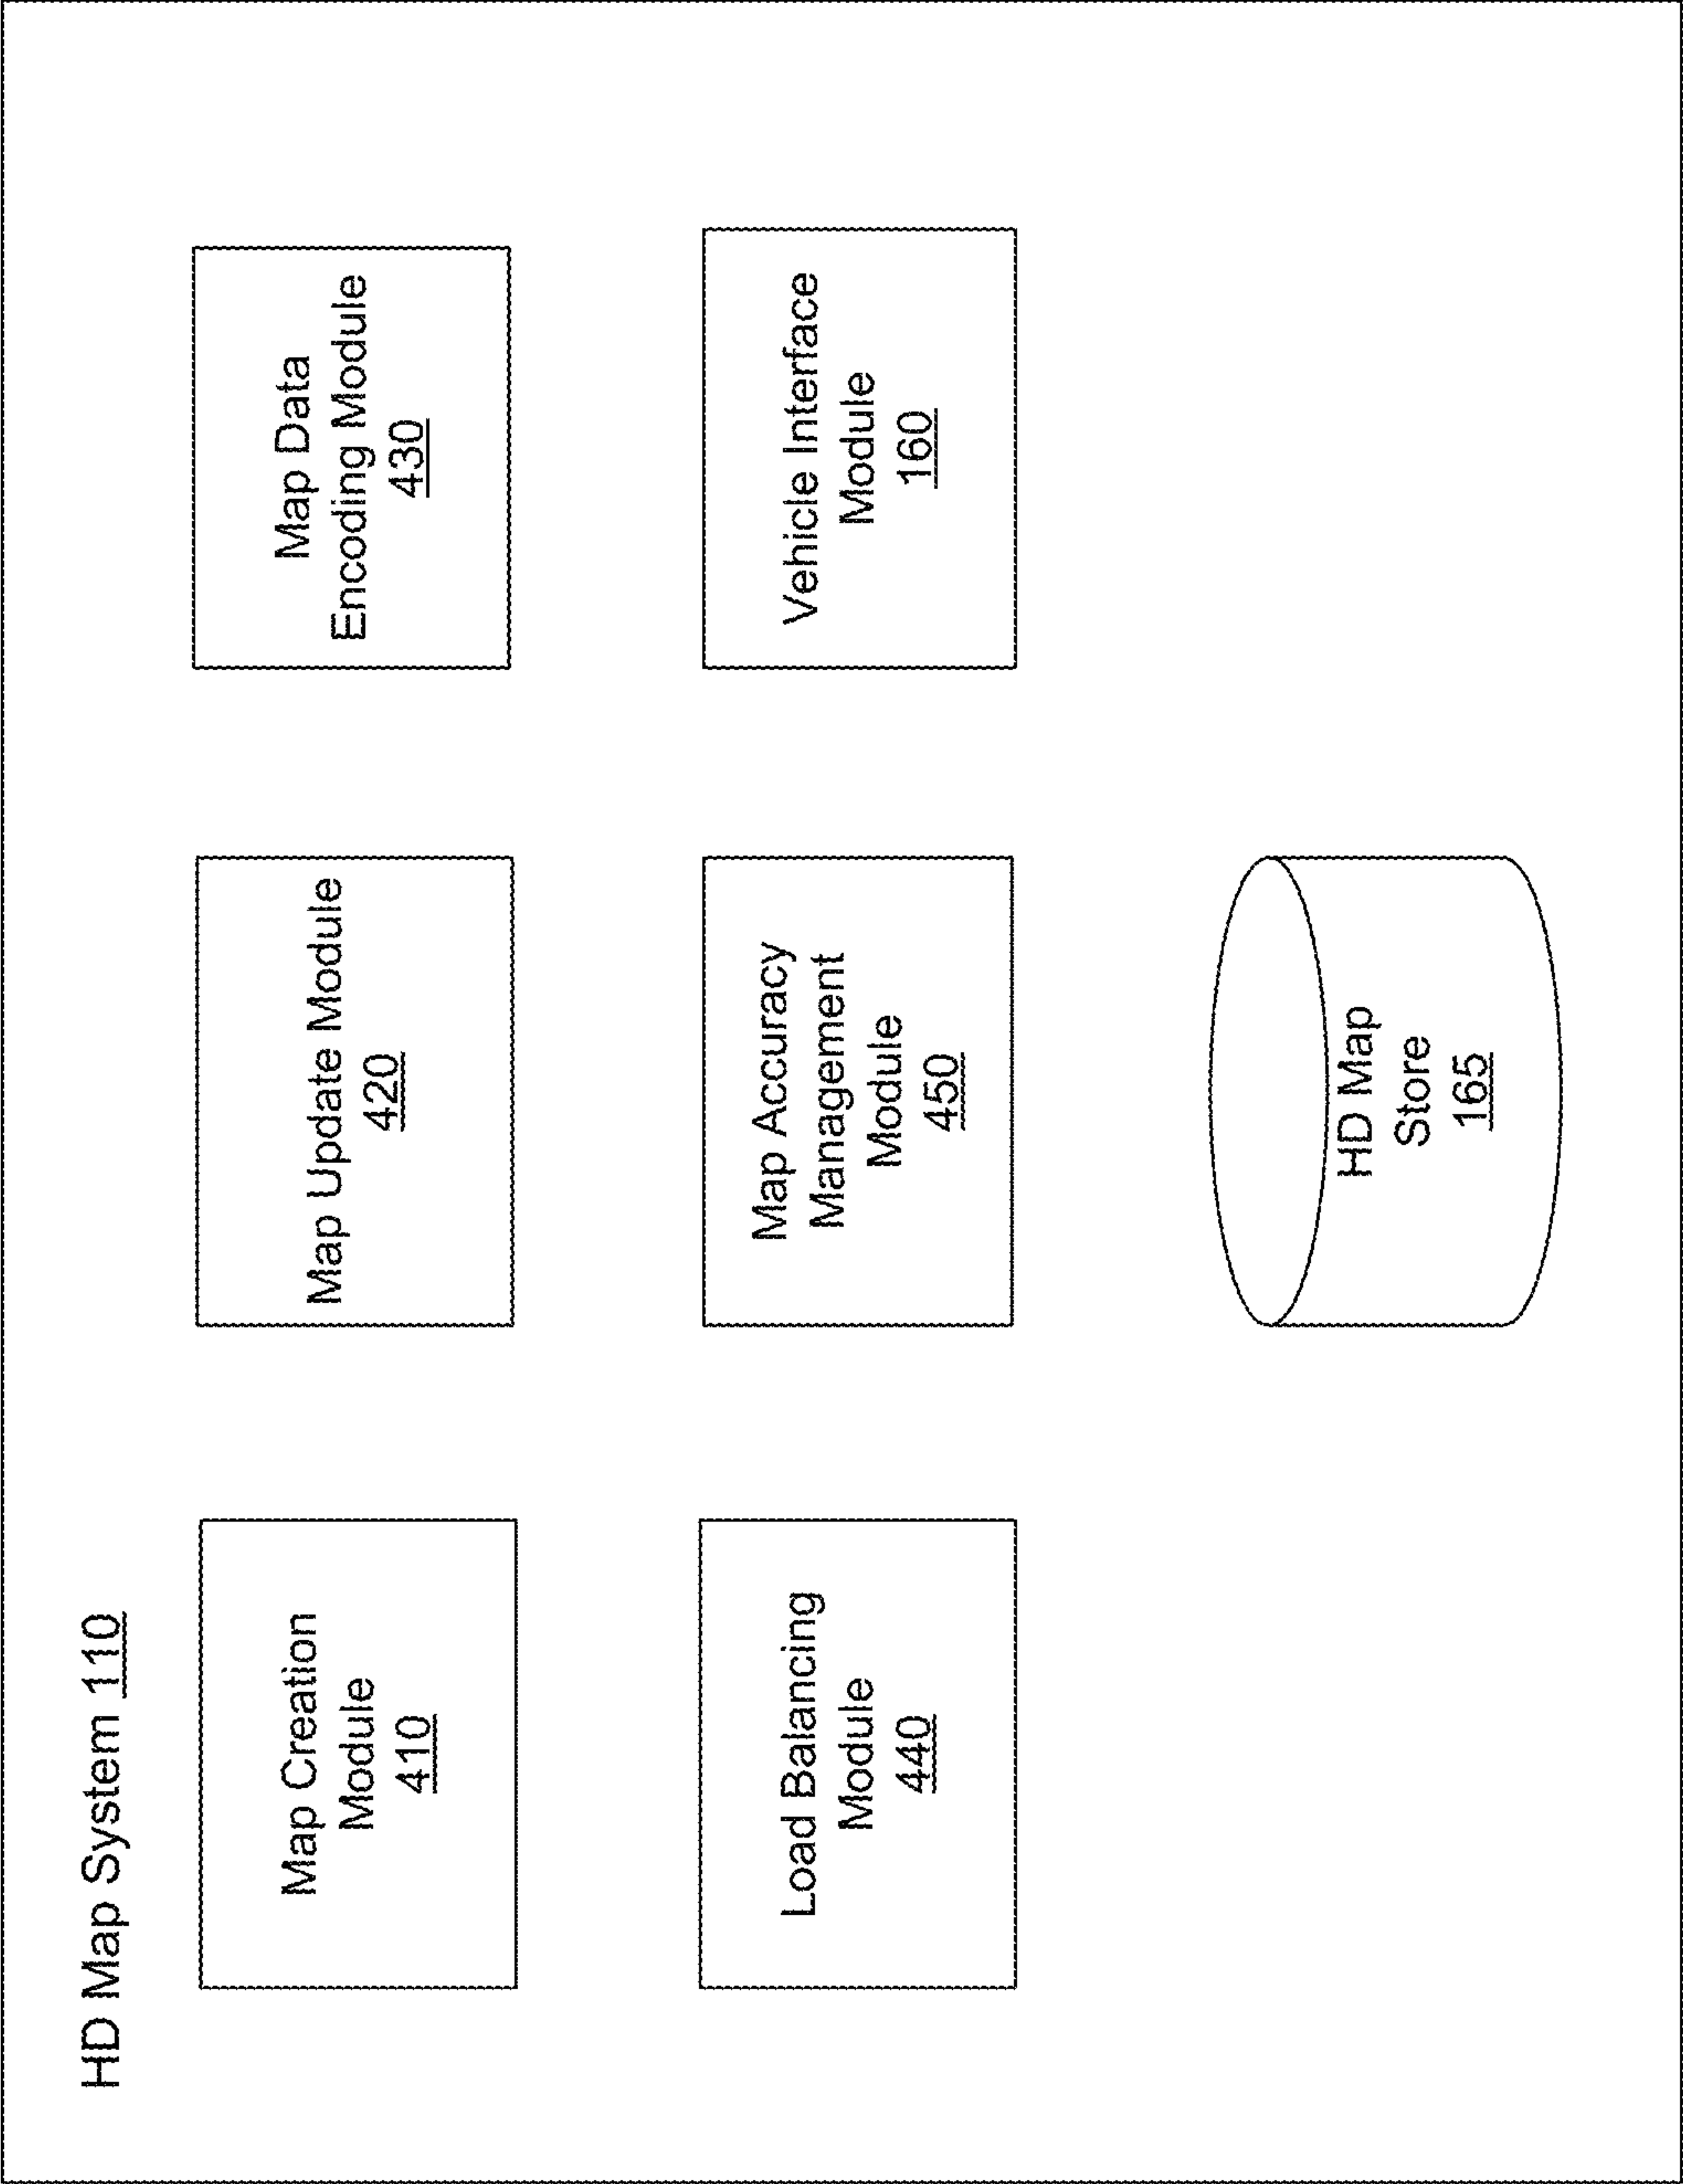 HD Map System 110
Map Creation
Module
410
Map Update Module
420
Map Data
Encoding Module
430
Load Balancing
Module
440
Map Accuracy
Management
Module
450
Vehicle Interface
Module
160
HD Map
Store
165